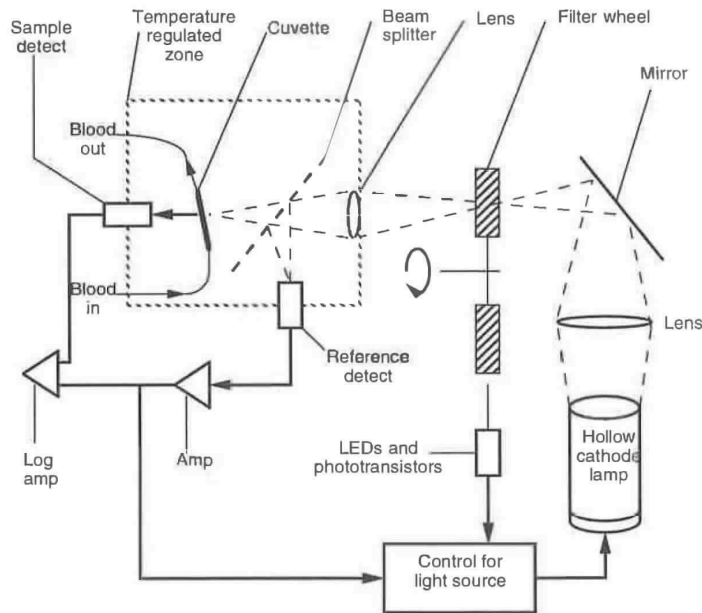 Sample
detect
Temperature
regulated
zone
Cuvette
Beam
splitter
Lens
Filter wheel
Mirror
Blood
out
Blood
in
Reference
detect
Lens
Log
amp
Amp
LEDs and
phototransistors
Hollow
cathode
lamp
Control for
light source